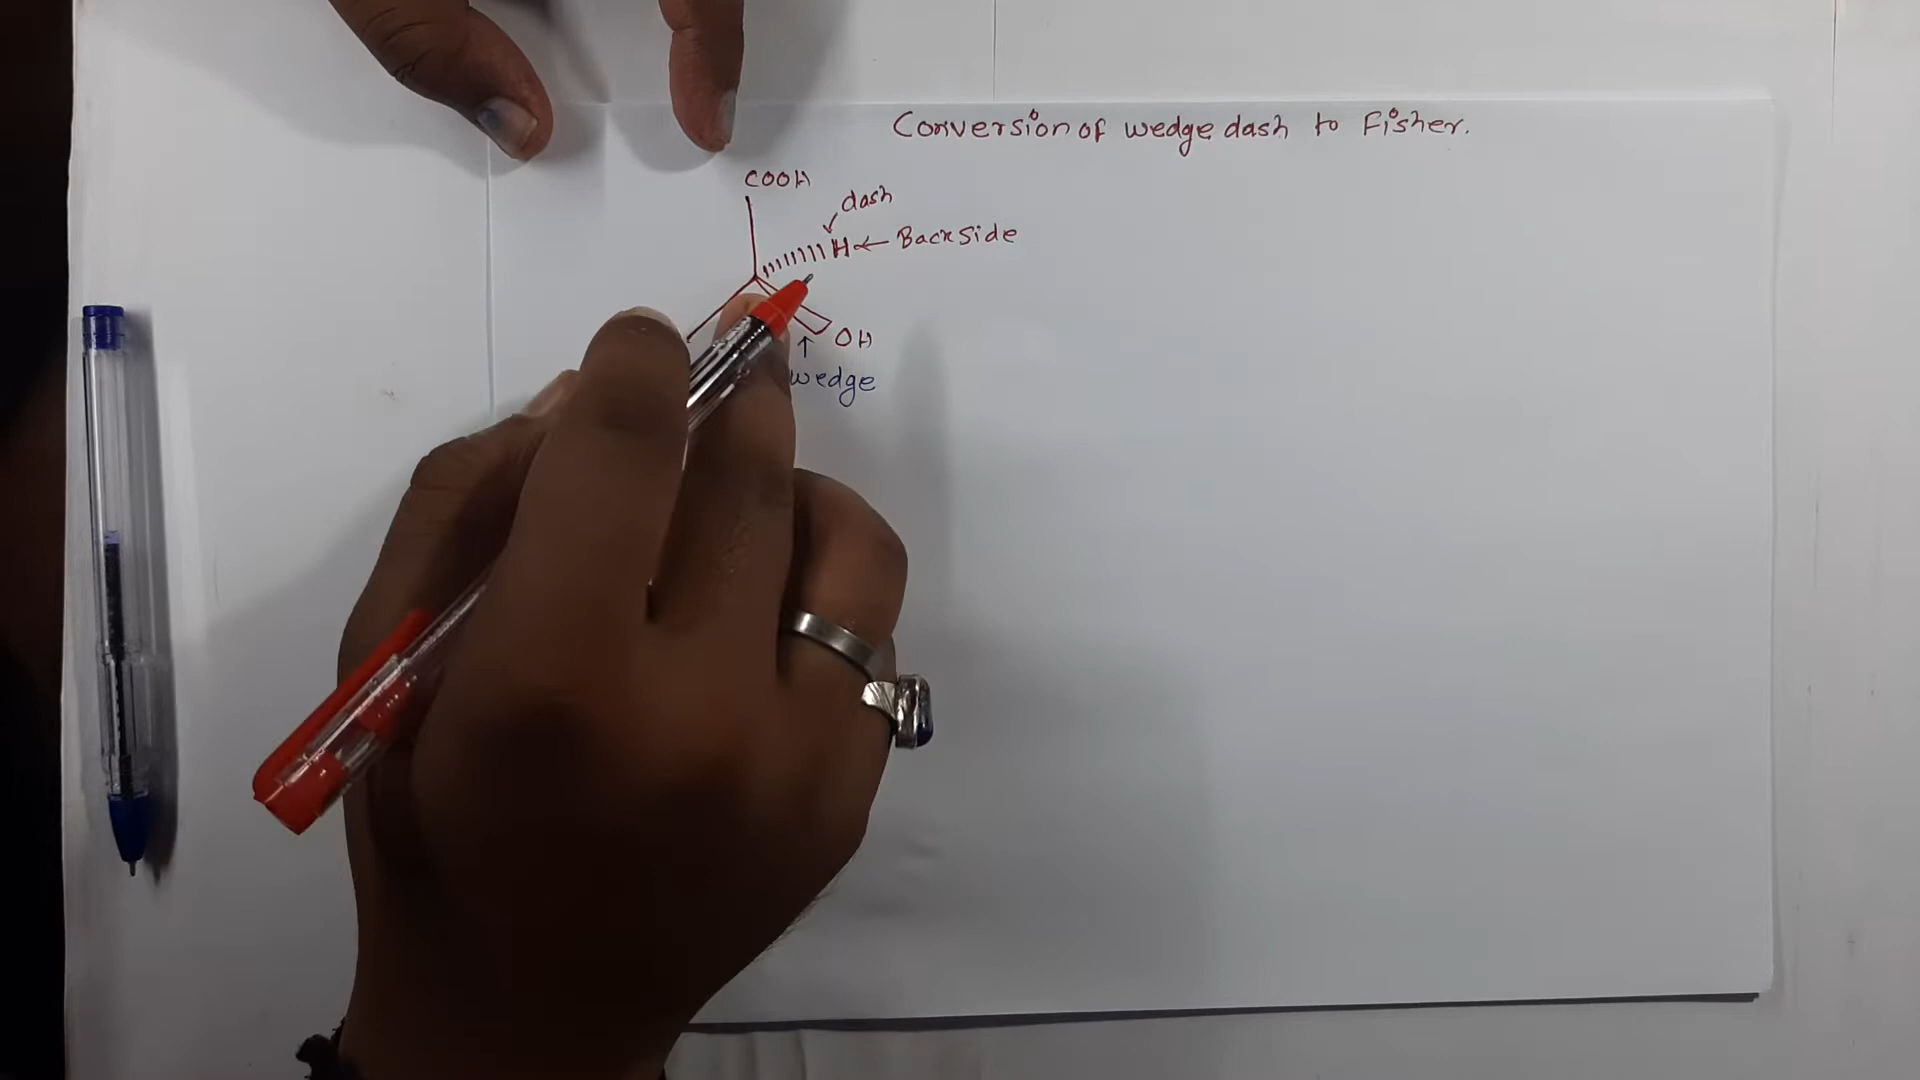 Conversion of wedge dash to Fisher.
COOH
dash
H ← BackSide
OH
↑
wedge